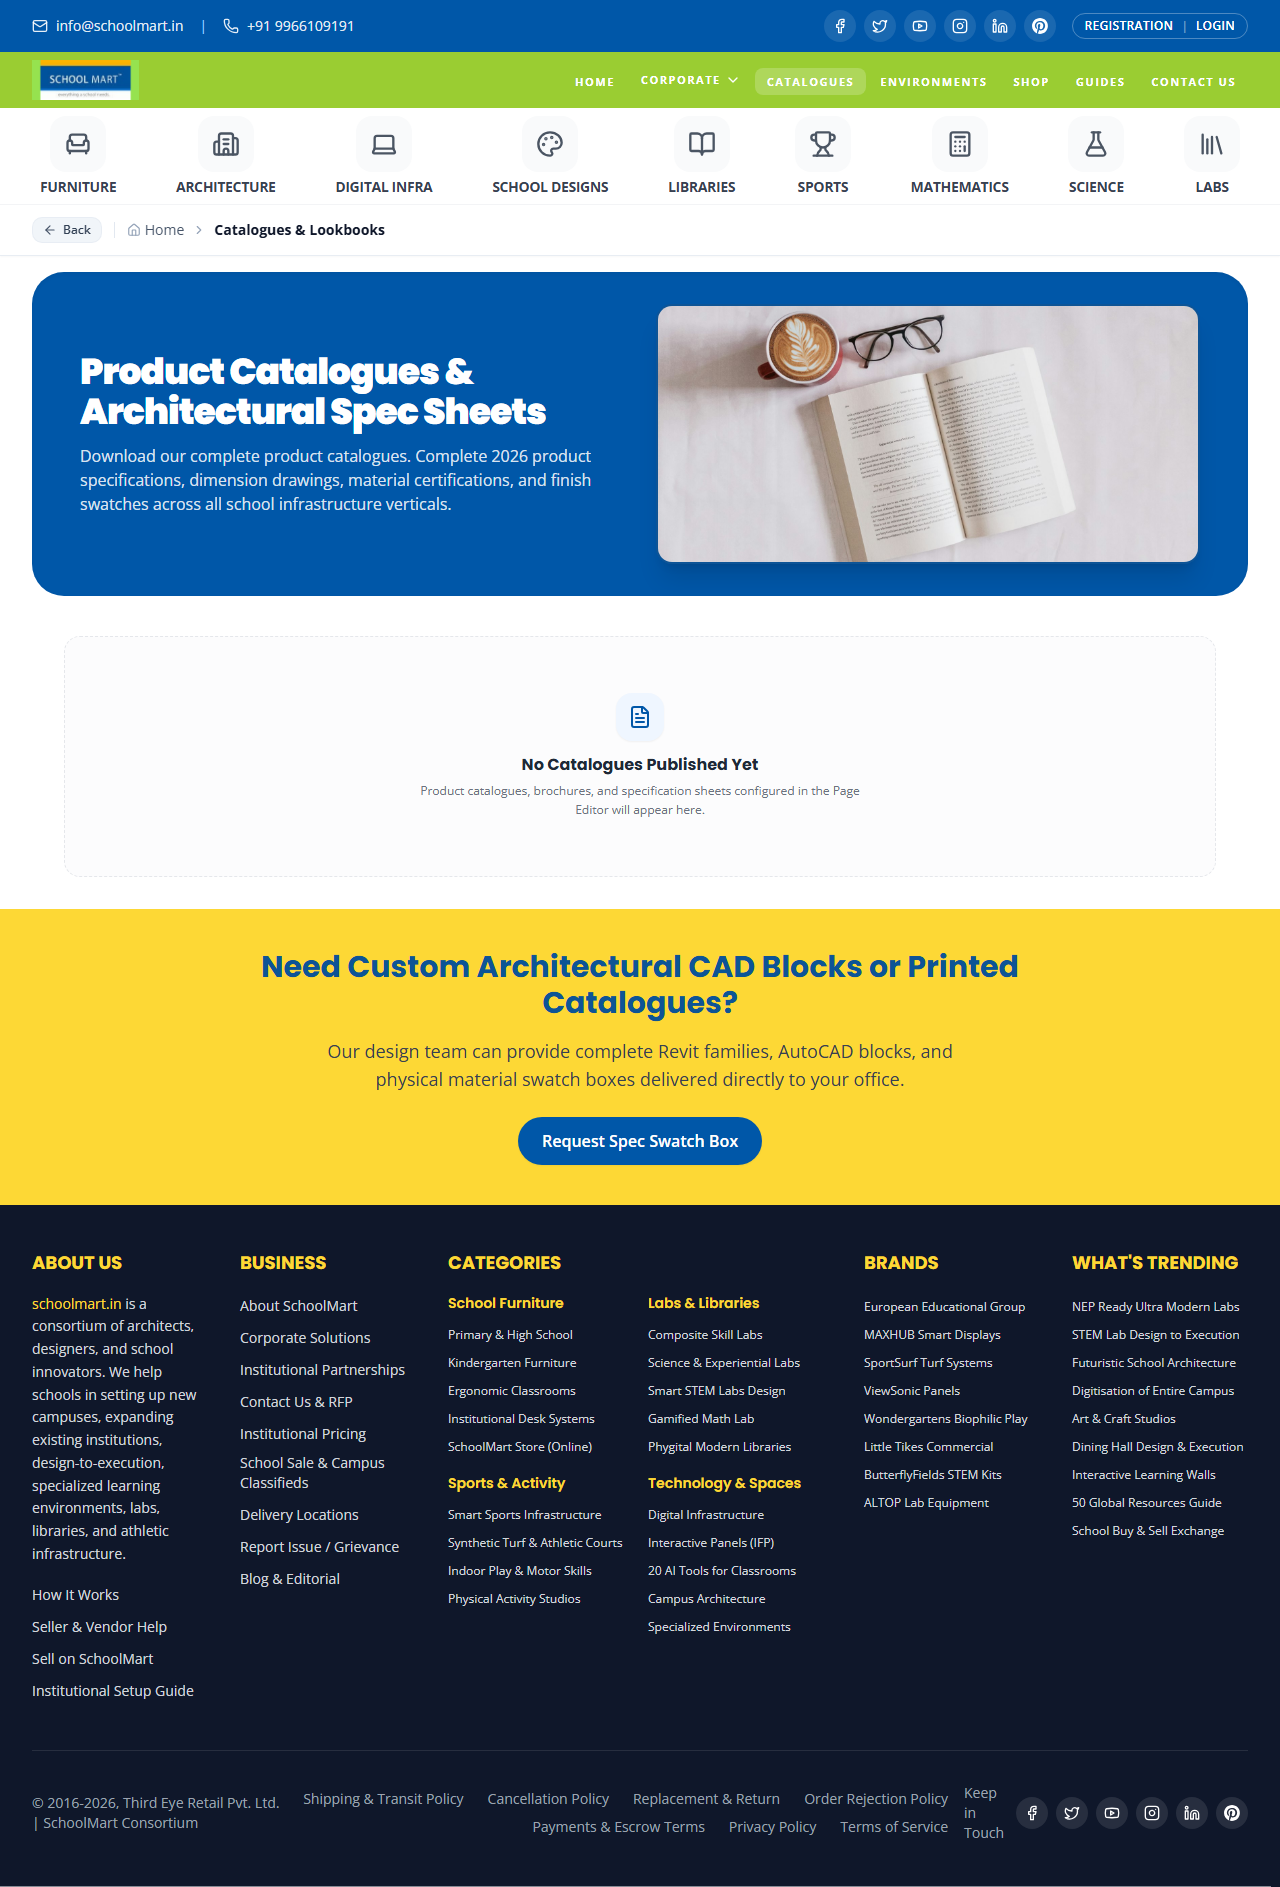 info@schoolmart.in | +91 9966109191
REGISTRATION | LOGIN
SCHOOL MART
HOME CORPORATE CATALOGUES ENVIRONMENTS SHOP GUIDES CONTACT US
FURNITURE ARCHITECTURE DIGITAL INFRA SCHOOL DESIGNS LIBRARIES SPORTS MATHEMATICS SCIENCE LABS
Back Home Catalogues & Lookbooks
Product Catalogues &
Architectural Spec Sheets
Download our complete product catalogues. Complete 2026 product
specifications, dimension drawings, material certifications, and finish
swatches across all school infrastructure verticals.
No Catalogues Published Yet
Product catalogues, brochures, and specification sheets configured in the Page
Editor will appear here.
Need Custom Architectural CAD Blocks or Printed
Catalogues?
Our design team can provide complete Revit families, AutoCAD blocks, and
physical material swatch boxes delivered directly to your office.
Request Spec Swatch Box
ABOUT US
schoolmart.in is a
consortium of architects,
designers, and school
innovators. We help
schools in setting up new
campuses, expanding
existing institutions,
design-to-execution,
specialized learning
environments, labs,
libraries, and athletic
infrastructure.
How It Works
Seller & Vendor Help
Sell on SchoolMart
Institutional Setup Guide
BUSINESS
About SchoolMart
Corporate Solutions
Institutional Partnerships
Contact Us & RFP
Institutional Pricing
School Sale & Campus
Classifieds
Delivery Locations
Report Issue / Grievance
Blog & Editorial
CATEGORIES
School Furniture
Primary & High School
Kindergarten Furniture
Ergonomic Classrooms
Institutional Desk Systems
SchoolMart Store (Online)
Sports & Activity
Smart Sports Infrastructure
Synthetic Turf & Athletic Courts
Indoor Play & Motor Skills
Physical Activity Studios
Labs & Libraries
Composite Skill Labs
Science & Experiential Labs
Smart STEM Labs Design
Gamified Math Lab
Phygital Modern Libraries
Technology & Spaces
Digital Infrastructure
Interactive Panels (IFP)
20 AI Tools for Classrooms
Campus Architecture
Specialized Environments
BRANDS
European Educational Group
MAXHUB Smart Displays
SportSurf Turf Systems
ViewSonic Panels
Wondergartens Biophilic Play
Little Tikes Commercial
ButterflyFields STEM Kits
ALTOP Lab Equipment
WHAT'S TRENDING
NEP Ready Ultra Modern Labs
STEM Lab Design to Execution
Futuristic School Architecture
Digitisation of Entire Campus
Art & Craft Studios
Dining Hall Design & Execution
Interactive Learning Walls
50 Global Resources Guide
School Buy & Sell Exchange
© 2016-2026, Third Eye Retail Pvt. Ltd.
| SchoolMart Consortium
Shipping & Transit Policy Cancellation Policy Replacement & Return Order Rejection Policy
Payments & Escrow Terms Privacy Policy Terms of Service
Keep
in
Touch